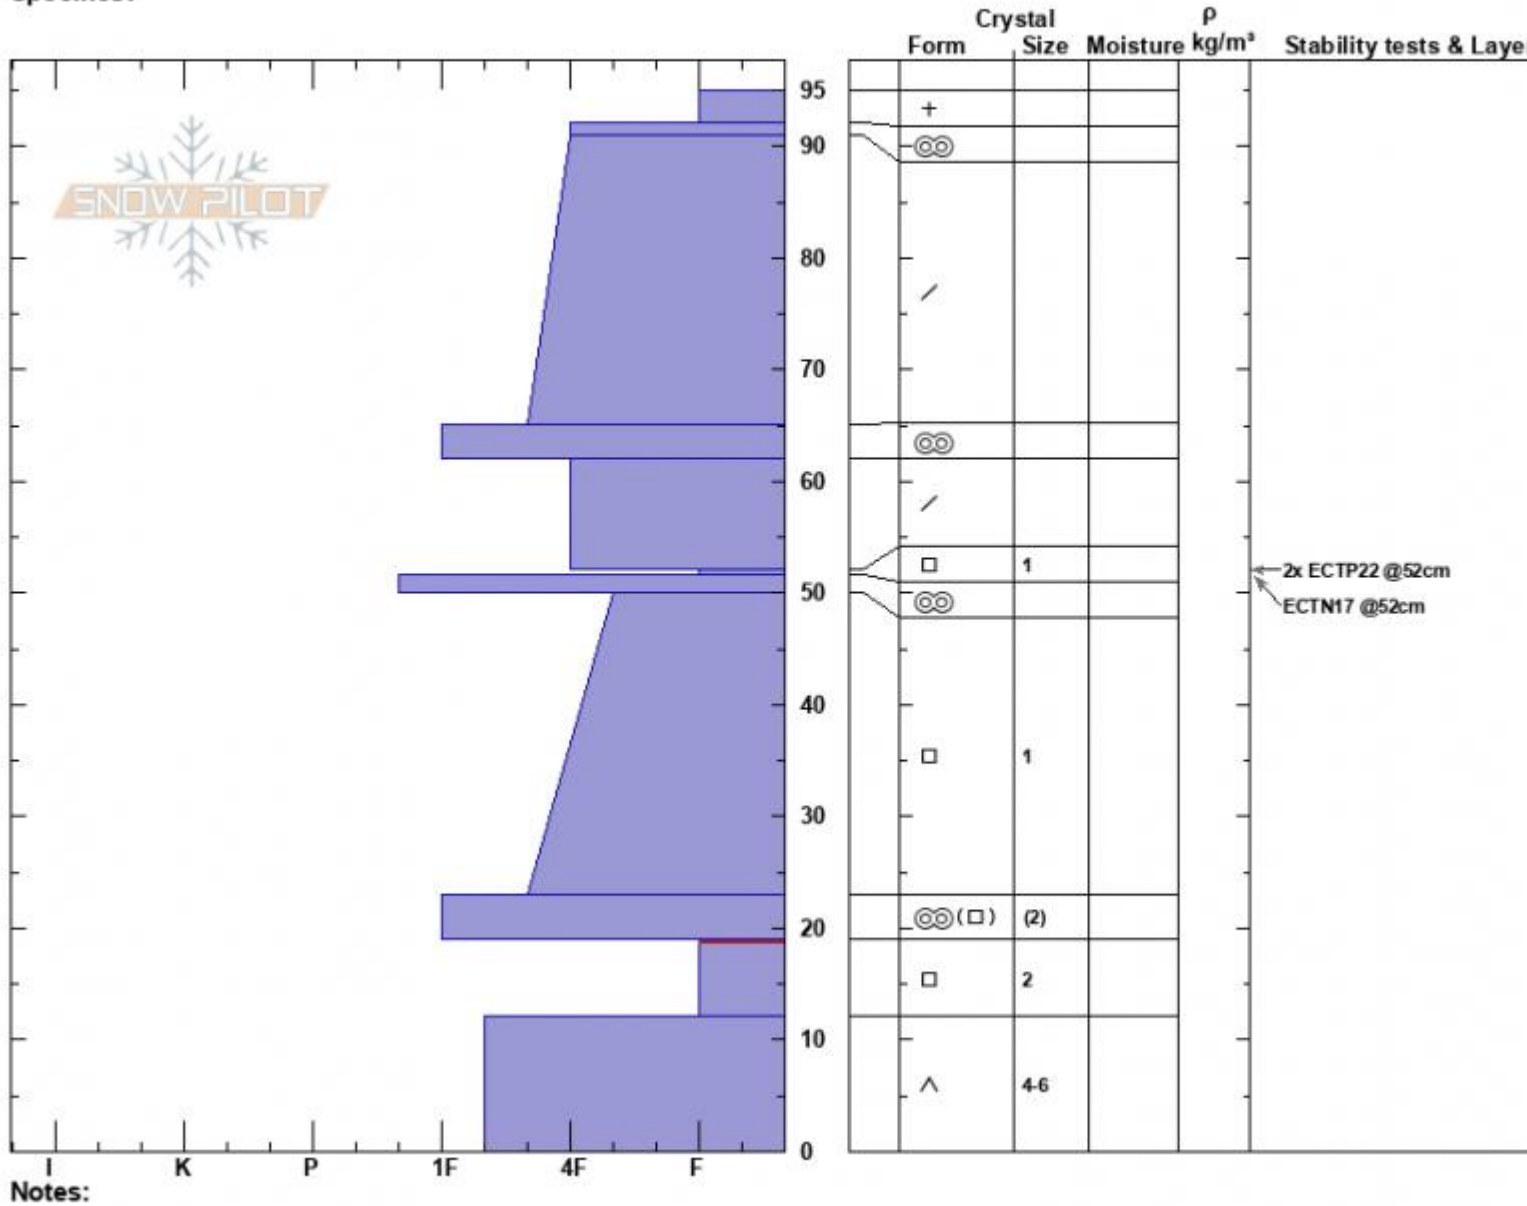 Crystal
ρ
Form
Size
Moisture
kg/m³
Stability tests & Laye
SNOW PILOT
95
90
80
70
60
50
40
30
20
10
0
1
2x ECTP22 @52cm
ECTN17 @52cm
1
(□)
(2)
2
4-6
I
K
P
1F
4F
F
Notes: